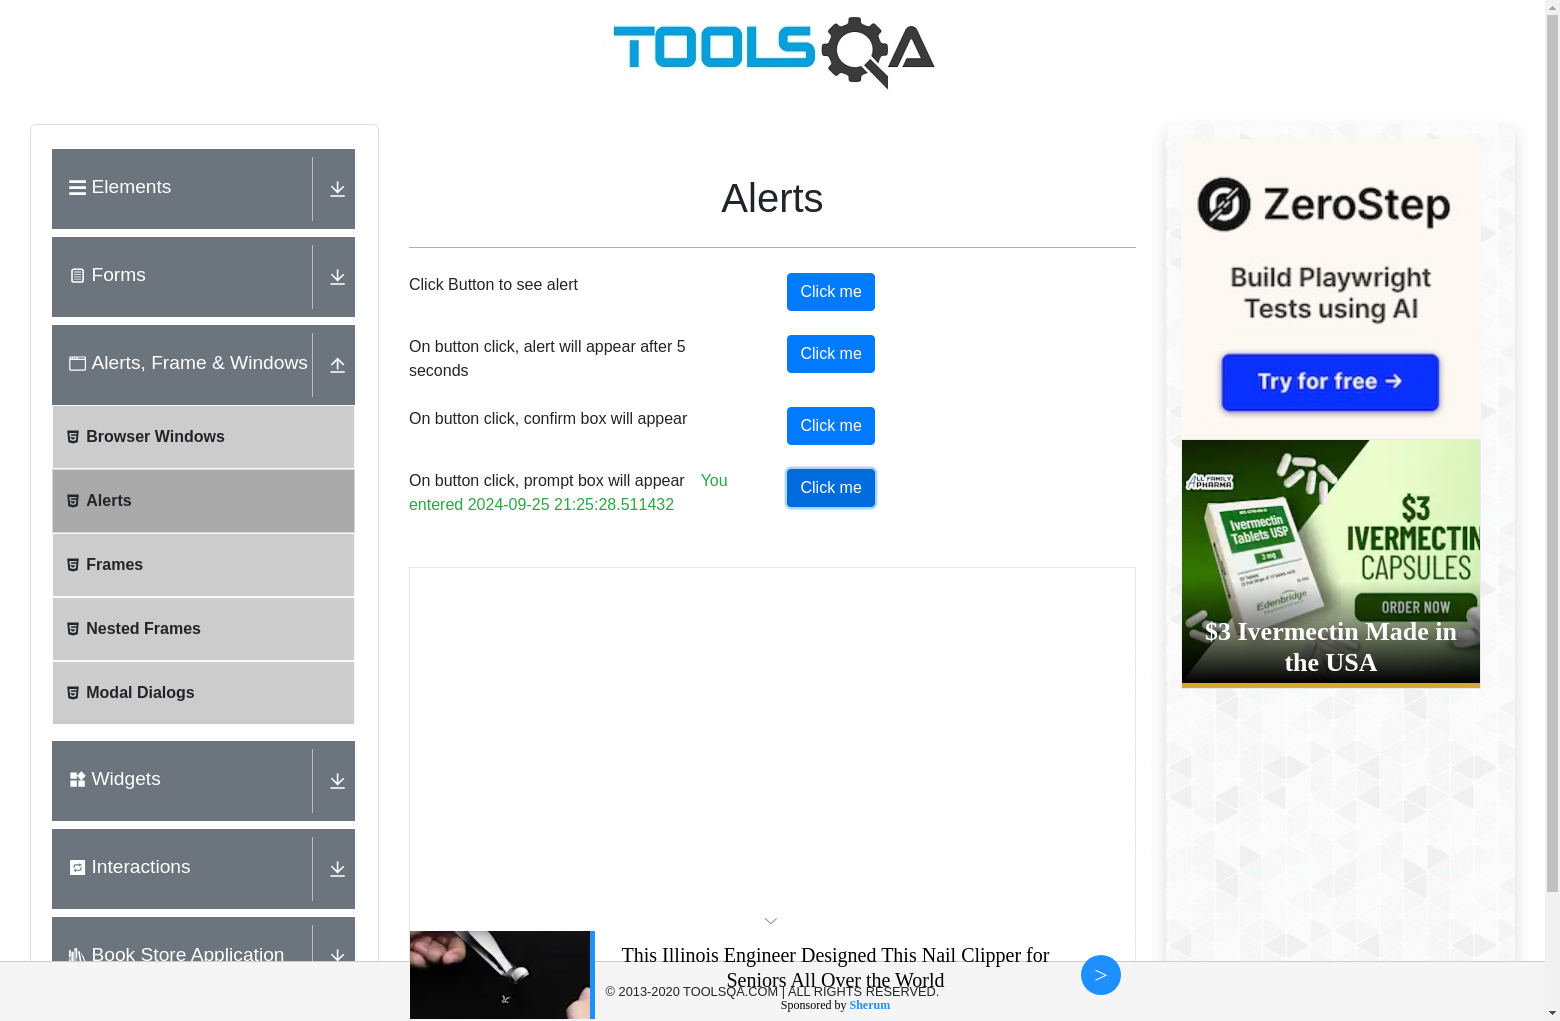 TOOLSQA
Elements
Forms
Alerts, Frame & Windows
Browser Windows
Alerts
Frames
Nested Frames
Modal Dialogs
Widgets
Interactions
Book Store Application
Alerts
Click Button to see alert
Click me
On button click, alert will appear after 5
seconds
Click me
On button click, confirm box will appear
Click me
On button click, prompt box will appear You
entered 2024-09-25 21:25:28.511432
Click me
ZeroStep
Build Playwright
Tests using AI
Try for free →
ALL FAMILY
PHARMA
Ivermectin
Tablets USP
3 mg
Edenbridge
$3
IVERMECTIN
CAPSULES
ORDER NOW
$3 Ivermectin Made in
the USA
This Illinois Engineer Designed This Nail Clipper for
Seniors All Over the World
>
© 2013-2020 TOOLSQA.COM | ALL RIGHTS RESERVED.
Sponsored by Sherum